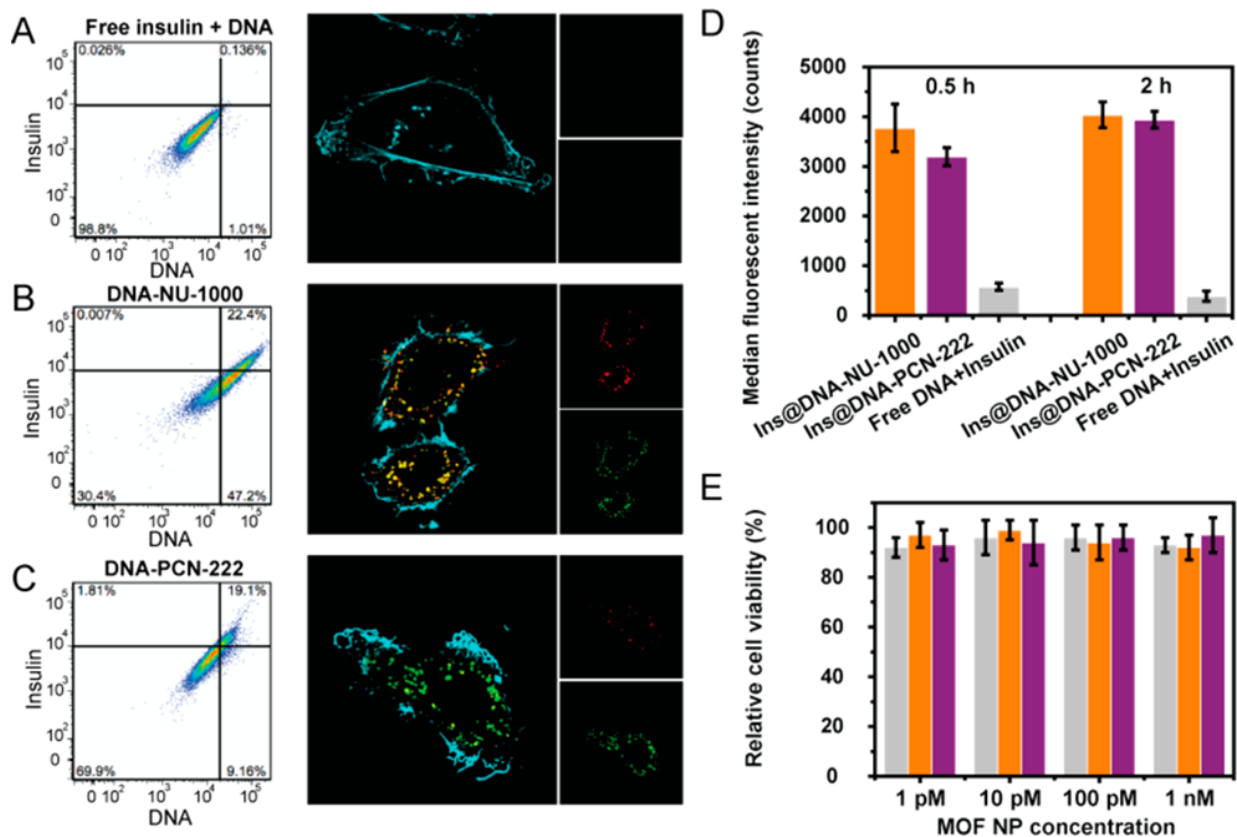 A
Free insulin + DNA
0.026%
0.136%
10^5
10^4
10^3
10^2
0
Insulin
98.8%
1.01%
0 10^2 10^3 10^4 10^5
DNA
B
DNA-NU-1000
0.007%
22.4%
10^5
10^4
10^3
10^2
0
Insulin
30.4%
47.2%
0 10^2 10^3 10^4 10^5
DNA
C
DNA-PCN-222
1.81%
19.1%
10^5
10^4
10^3
10^2
0
Insulin
69.9%
9.16%
0 10^2 10^3 10^4 10^5
DNA
D
Median fluorescent intensity (counts)
5000
4000
3000
2000
1000
0
0.5 h
2 h
Ins@DNA-NU-1000
Ins@DNA-PCN-222
Free DNA+Insulin
Ins@DNA-NU-1000
Ins@DNA-PCN-222
Free DNA+Insulin
E
Relative cell viability (%)
100
80
60
40
20
0
1 pM 10 pM 100 pM 1 nM
MOF NP concentration